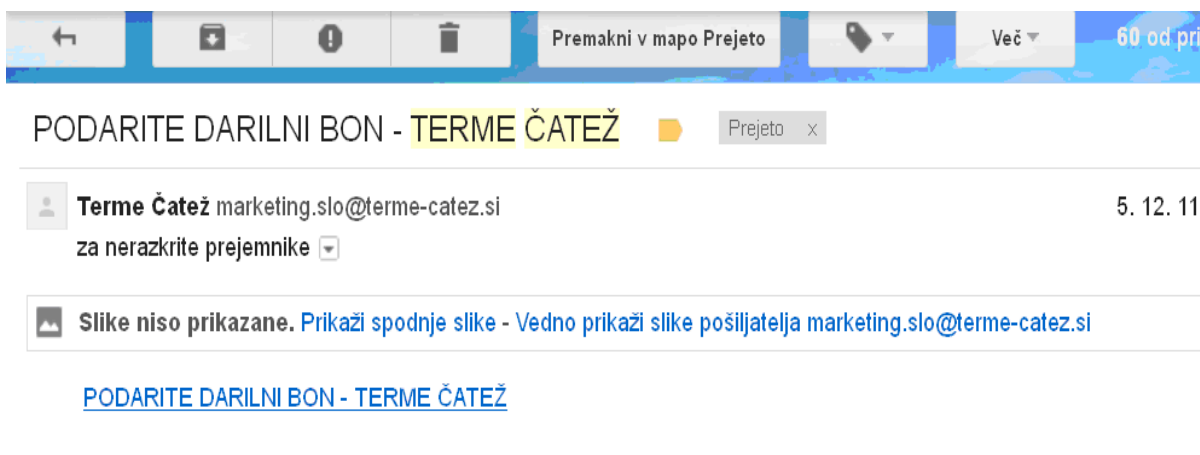 Premakni v mapo Prejeto Več 60 od pri
PODARITE DARILNI BON - TERME ČATEŽ Prejeto x
Terme Čatež marketing.slo@terme-catez.si 5. 12. 11
za nerazkrite prejemnike
Slike niso prikazane. Prikaži spodnje slike - Vedno prikaži slike pošiljatelja marketing.slo@terme-catez.si
PODARITE DARILNI BON - TERME ČATEŽ